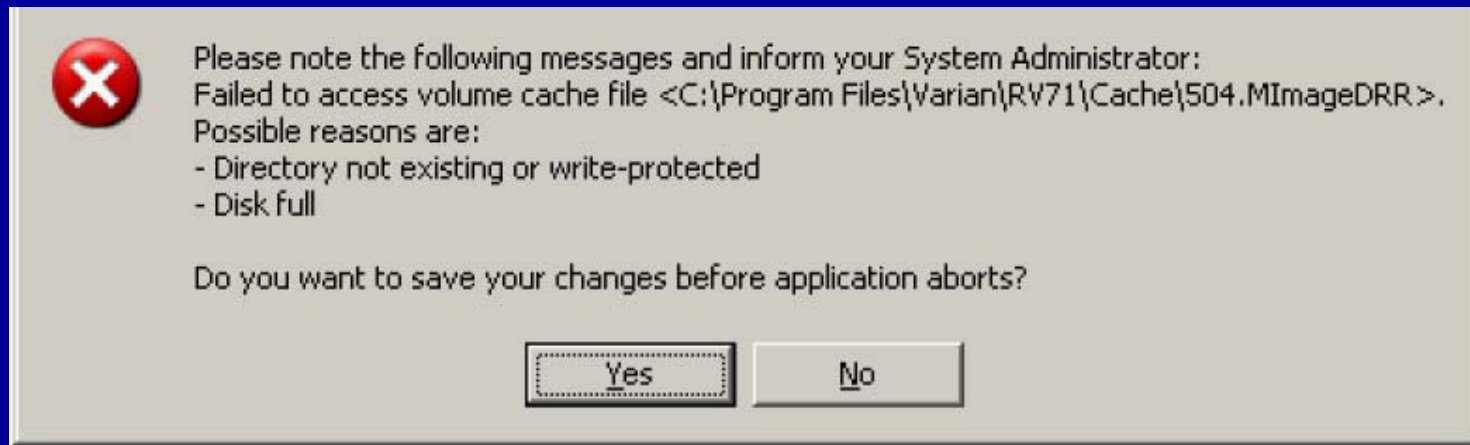 Please note the following messages and inform your System Administrator:
Failed to access volume cache file <C:\Program Files\Varian\RV71\Cache\504.MImageDRR>.
Possible reasons are:
- Directory not existing or write-protected
- Disk full
Do you want to save your changes before application aborts?
Yes
No